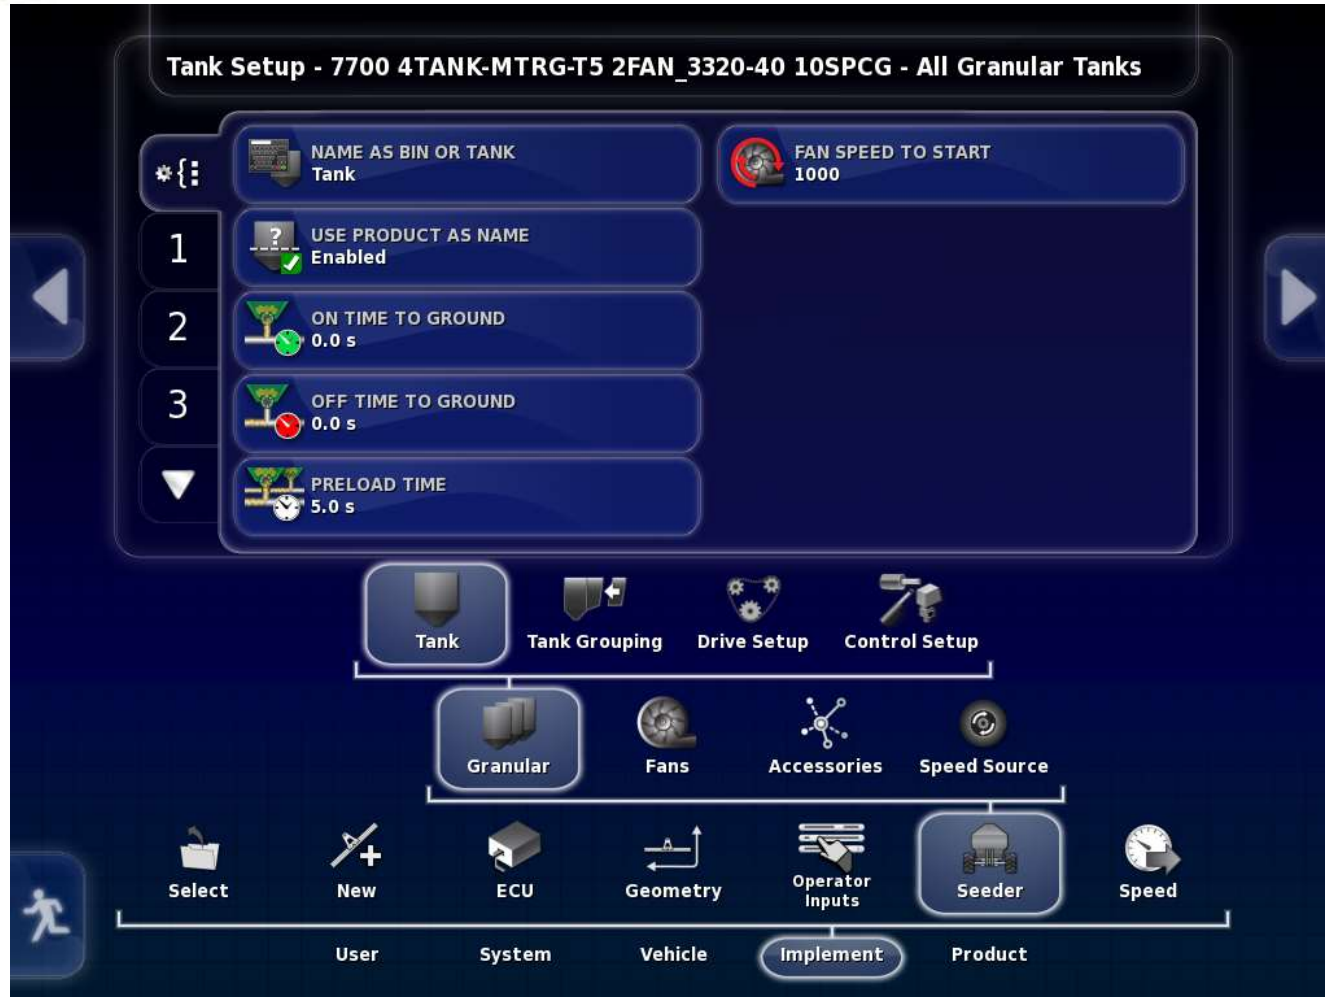 Tank Setup - 7700 4TANK-MTRG-T5 2FAN_3320-40 10SPCG - All Granular Tanks
NAME AS BIN OR TANK
Tank
FAN SPEED TO START
1000
1
USE PRODUCT AS NAME
Enabled
2
ON TIME TO GROUND
0.0 s
3
OFF TIME TO GROUND
0.0 s
PRELOAD TIME
5.0 s
Tank
Tank Grouping
Drive Setup
Control Setup
Granular
Fans
Accessories
Speed Source
Select
New
ECU
Geometry
Operator
Inputs
Seeder
Speed
User
System
Vehicle
Implement
Product